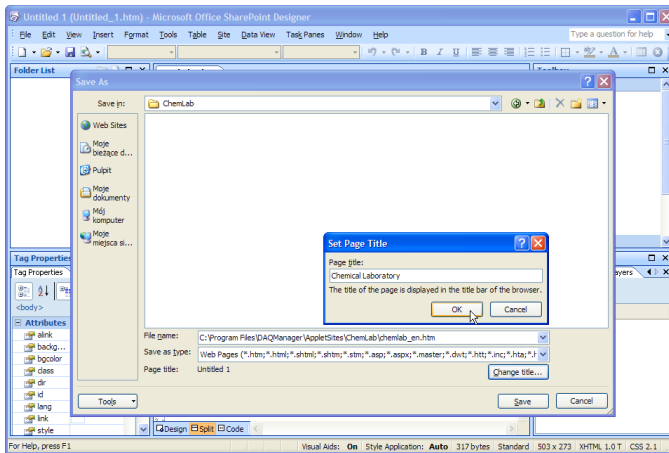 Untitled 1 (Untitled_1.htm) - Microsoft Office SharePoint Designer
File Edit View Insert Format Tools Table Site Data View Task Panes Window Help
Type a question for help
Folder List
Save As
Save in: ChemLab
Web Sites
Moje bieżące d...
Pulpit
Moje dokumenty
Mój komputer
Moje miejsca si...
Set Page Title
Page title:
Chemical Laboratory
The title of the page is displayed in the title bar of the browser.
OK Cancel
File name: C:\Program Files\DAQManager\AppletSites\ChemLab\chemlab_en.htm
Save as type: Web Pages (*.htm;*.html;*.shtml;*.shtm;*.stm;*.asp;*.aspx;*.master;*.dwt;*.htt;*.inc;*.hta;*.h
Page title: Untitled 1
Change title...
Tools Save Cancel
Tag Properties
Tag Properties
<body>
Attributes
alink
backg...
bgcolor
class
dir
id
lang
link
style
ayers
Design Split Code
For Help, press F1
Visual Aids: On Style Application: Auto 317 bytes Standard 503 x 273 XHTML 1.0 T CSS 2.1